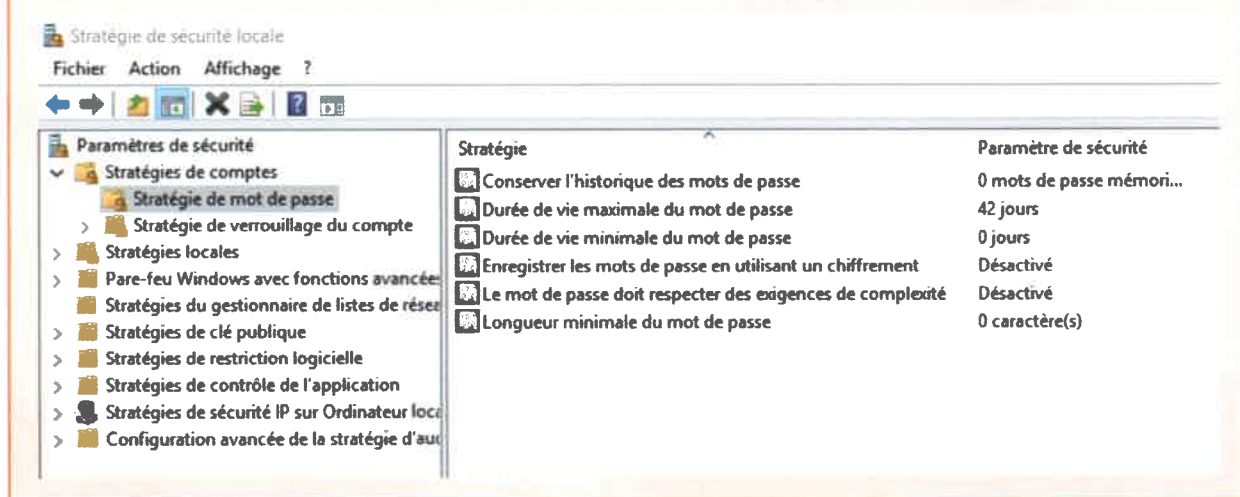 Stratégie de sécurité locale
Fichier Action Affichage ?
Paramètres de sécurité
Stratégies de comptes
Stratégie de mot de passe
Stratégie de verrouillage du compte
Stratégies locales
Pare-feu Windows avec fonctions avancée
Stratégies du gestionnaire de listes de résea
Stratégies de clé publique
Stratégies de restriction logicielle
Stratégies de contrôle de l'application
Stratégies de sécurité IP sur Ordinateur loca
Configuration avancée de la stratégie d'aud
Stratégie Paramètre de sécurité
Conserver l'historique des mots de passe 0 mots de passe mémori...
Durée de vie maximale du mot de passe 42 jours
Durée de vie minimale du mot de passe 0 jours
Enregistrer les mots de passe en utilisant un chiffrement Désactivé
Le mot de passe doit respecter des exigences de complexité Désactivé
Longueur minimale du mot de passe 0 caractère(s)